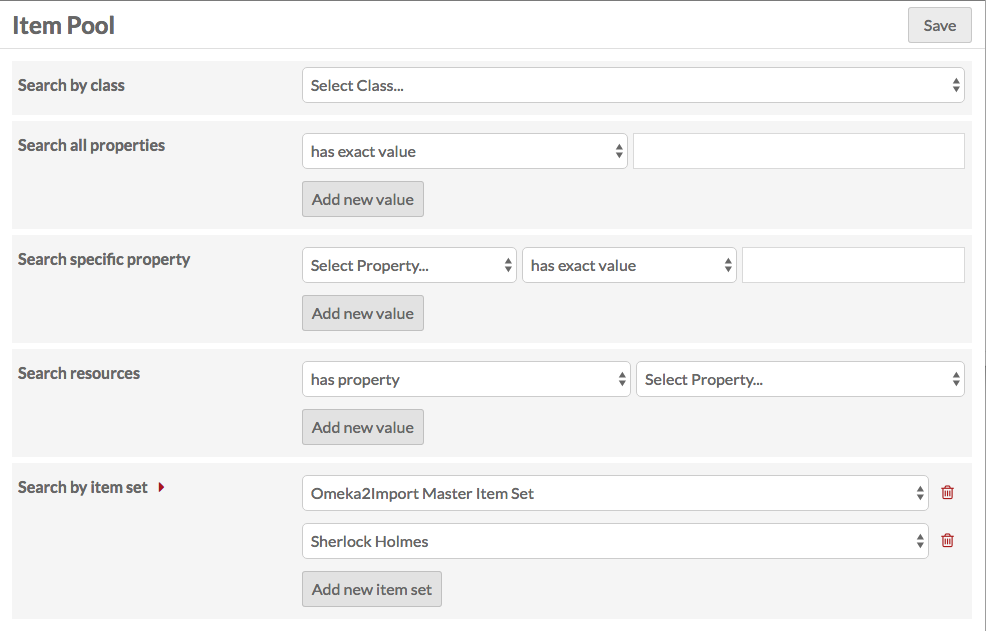 Item Pool
Save
Search by class
Select Class...
Search all properties
has exact value
Add new value
Search specific property
Select Property...
has exact value
Add new value
Search resources
has property
Select Property...
Add new value
Search by item set
Omeka2Import Master Item Set
Sherlock Holmes
Add new item set